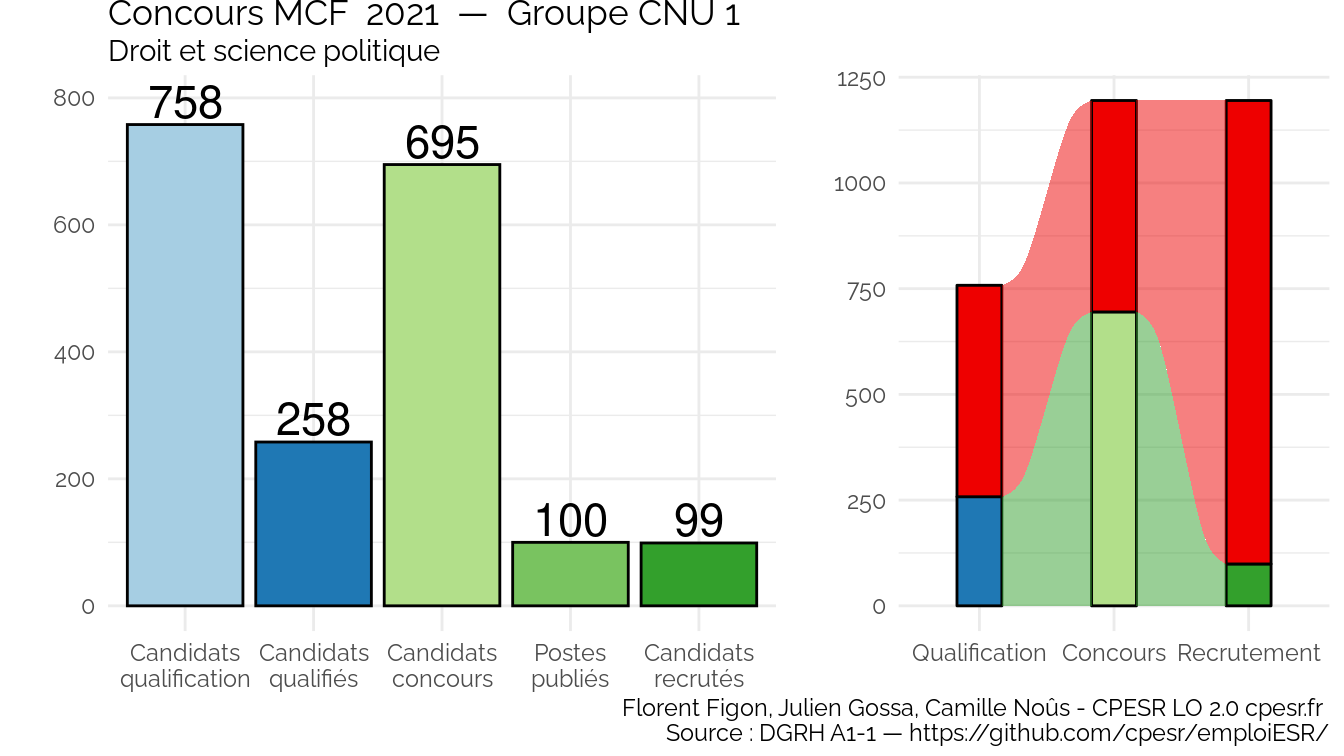 Concours MCF 2021 — Groupe CNU 1
Droit et science politique
800
600
400
200
0
758
258
695
100
99
Candidats qualification
Candidats qualifiés
Candidats concours
Postes publiés
Candidats recrutés
1250
1000
750
500
250
0
Qualification
Concours
Recrutement
Florent Figon, Julien Gossa, Camille Noûs - CPESR LO 2.0 cpesr.fr
Source : DGRH A1-1 — https://github.com/cpesr/emploiESR/